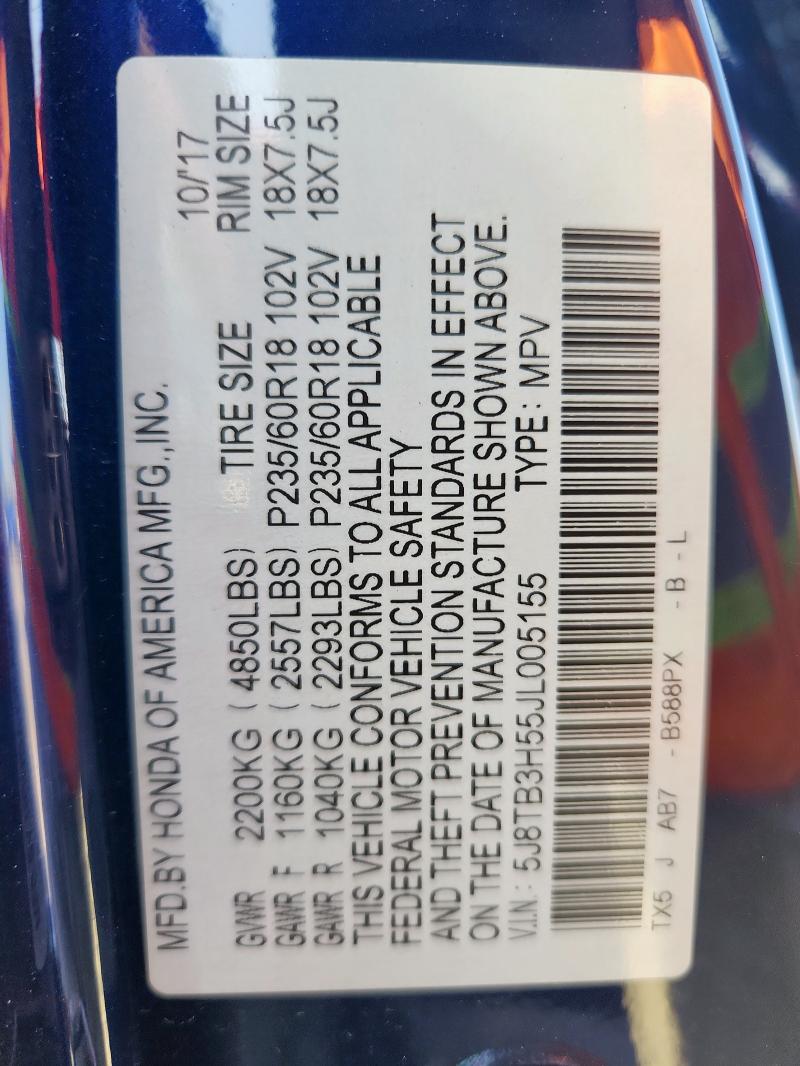 MFD.BY HONDA OF AMERICA MFG.,INC. 10/'17
TIRE SIZE RIM SIZE
GVWR 2200KG ( 4850LBS)
GAWR F 1160KG ( 2557LBS) P235/60R18 102V 18X7.5J
GAWR R 1040KG ( 2293LBS) P235/60R18 102V 18X7.5J
THIS VEHICLE CONFORMS TO ALL APPLICABLE
FEDERAL MOTOR VEHICLE SAFETY
AND THEFT PREVENTION STANDARDS IN EFFECT
ON THE DATE OF MANUFACTURE SHOWN ABOVE.
V.I.N.: 5J8TB3H55JL005155 TYPE: MPV
TX5 J AB7 - B588PX - B - L